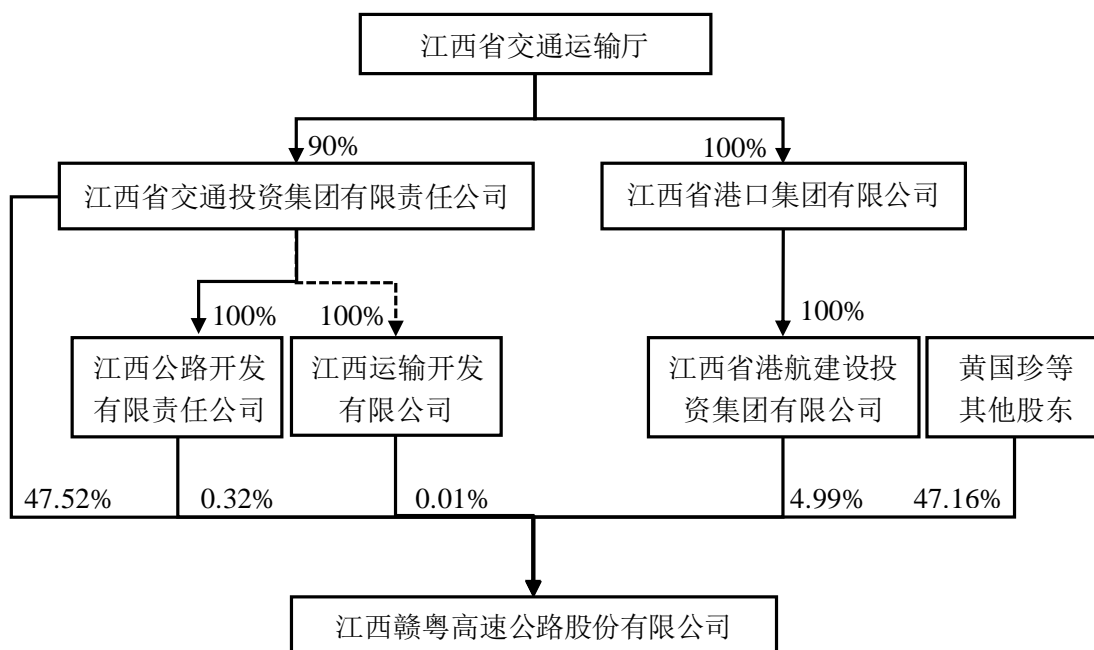 江西省交通运输厅
90%
100%
江西省交通投资集团有限责任公司
江西省港口集团有限公司
100%
100%
100%
江西公路开发
有限责任公司
江西运输开发
有限公司
江西省港航建设投
资集团有限公司
黄国珍等
其他股东
47.52%
0.32%
0.01%
4.99%
47.16%
江西赣粤高速公路股份有限公司